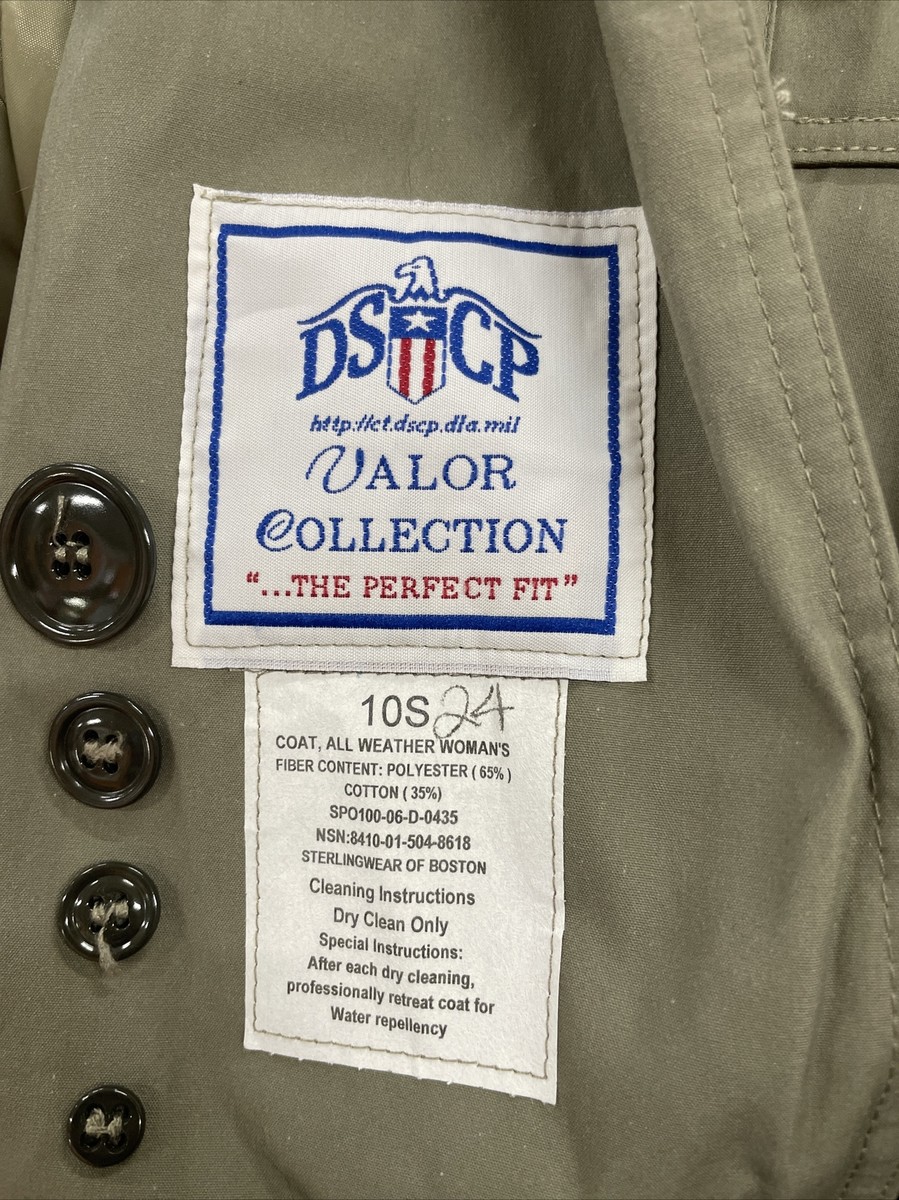 DSCP
http://ct.dscp.dla.mil
VALOR
COLLECTION
"...THE PERFECT FIT"
10S 24
COAT, ALL WEATHER WOMAN'S
FIBER CONTENT: POLYESTER ( 65% )
COTTON ( 35%)
SPO100-06-D-0435
NSN:8410-01-504-8618
STERLINGWEAR OF BOSTON
Cleaning Instructions
Dry Clean Only
Special Instructions:
After each dry cleaning,
professionally retreat coat for
Water repellency